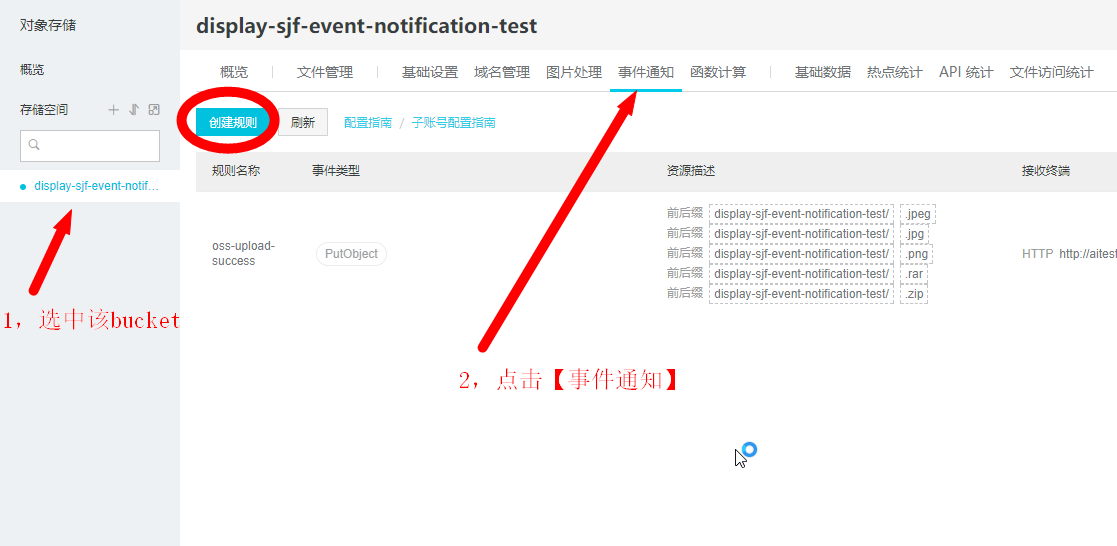 对象存储
概览
存储空间
display-sjf-event-notif...
1，选中该bucket
display-sjf-event-notification-test
概览 文件管理 基础设置 域名管理 图片处理 事件通知 函数计算 基础数据 热点统计 API 统计 文件访问统计
创建规则 刷新 配置指南 / 子账号配置指南
规则名称 事件类型 资源描述 接收终端
oss-upload-
success
PutObject
前后缀 display-sjf-event-notification-test/ .jpeg
前后缀 display-sjf-event-notification-test/ .jpg
前后缀 display-sjf-event-notification-test/ .png
前后缀 display-sjf-event-notification-test/ .rar
前后缀 display-sjf-event-notification-test/ .zip
HTTP http://aitest
2，点击【事件通知】